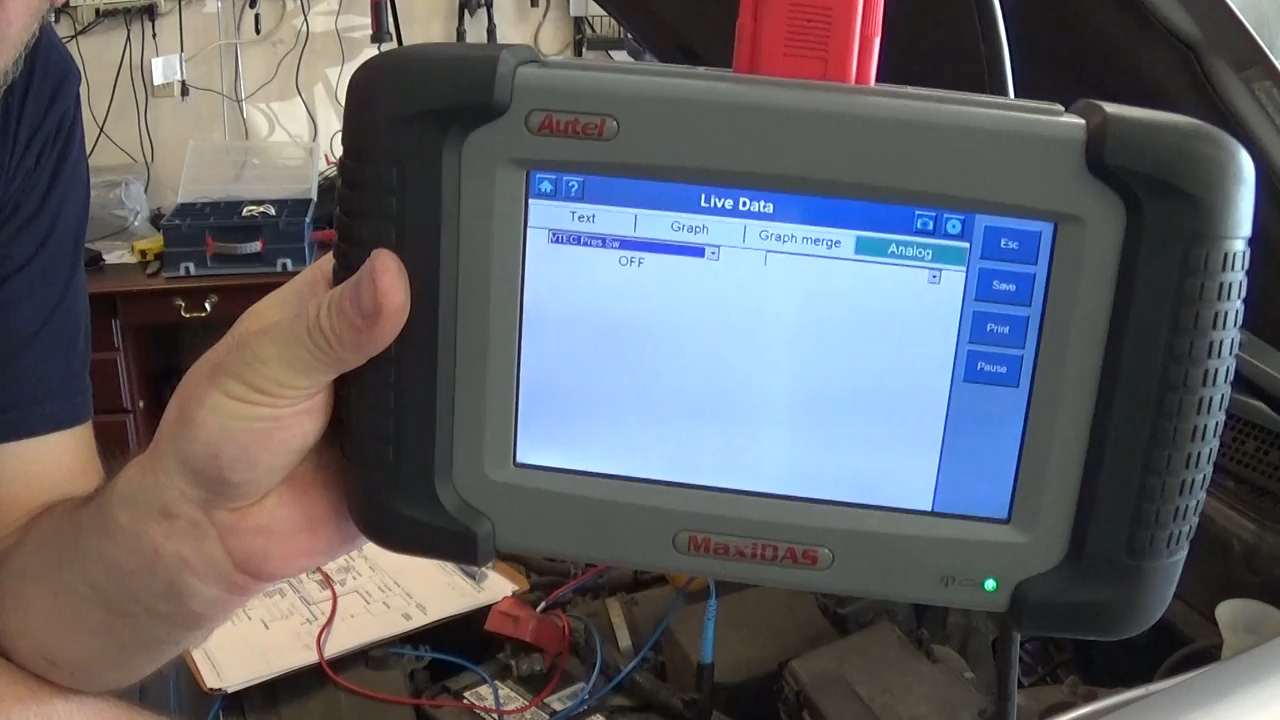 Autel
Live Data
Text
Graph
Graph merge
Analog
VTEC Pres Sw
OFF
Esc
Save
Print
Pause
MaxiDAS